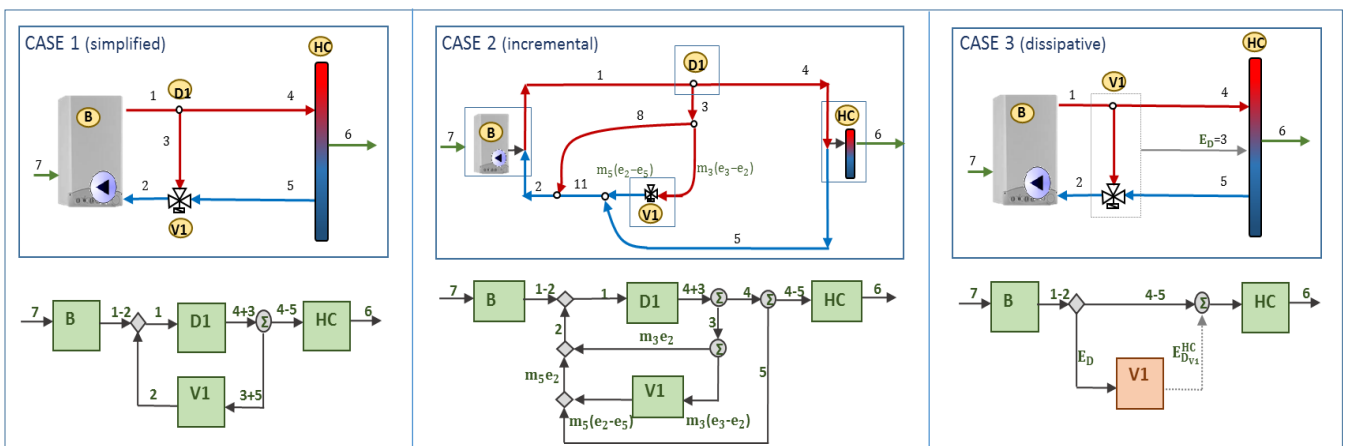 CASE 1 (simplified)
HC
D1
1
4
B
3
6
7
2
5
V1
7
B
1-2
1
D1
4+3
Σ
4-5
HC
6
2
V1
3+5
CASE 2 (incremental)
D1
1
4
3
8
HC
B
7
6
m5(e2-e5)
m3(e3-e2)
2
11
V1
5
7
B
1-2
1
D1
4+3
Σ
4
Σ
4-5
HC
6
2
3
m3e2
Σ
5
m5e2
V1
m5(e2-e5)
m3(e3-e2)
CASE 3 (dissipative)
HC
V1
1
4
B
6
ED=3
7
2
5
V1
7
B
1-2
4-5
Σ
HC
6
ED
V1
EDV1HC